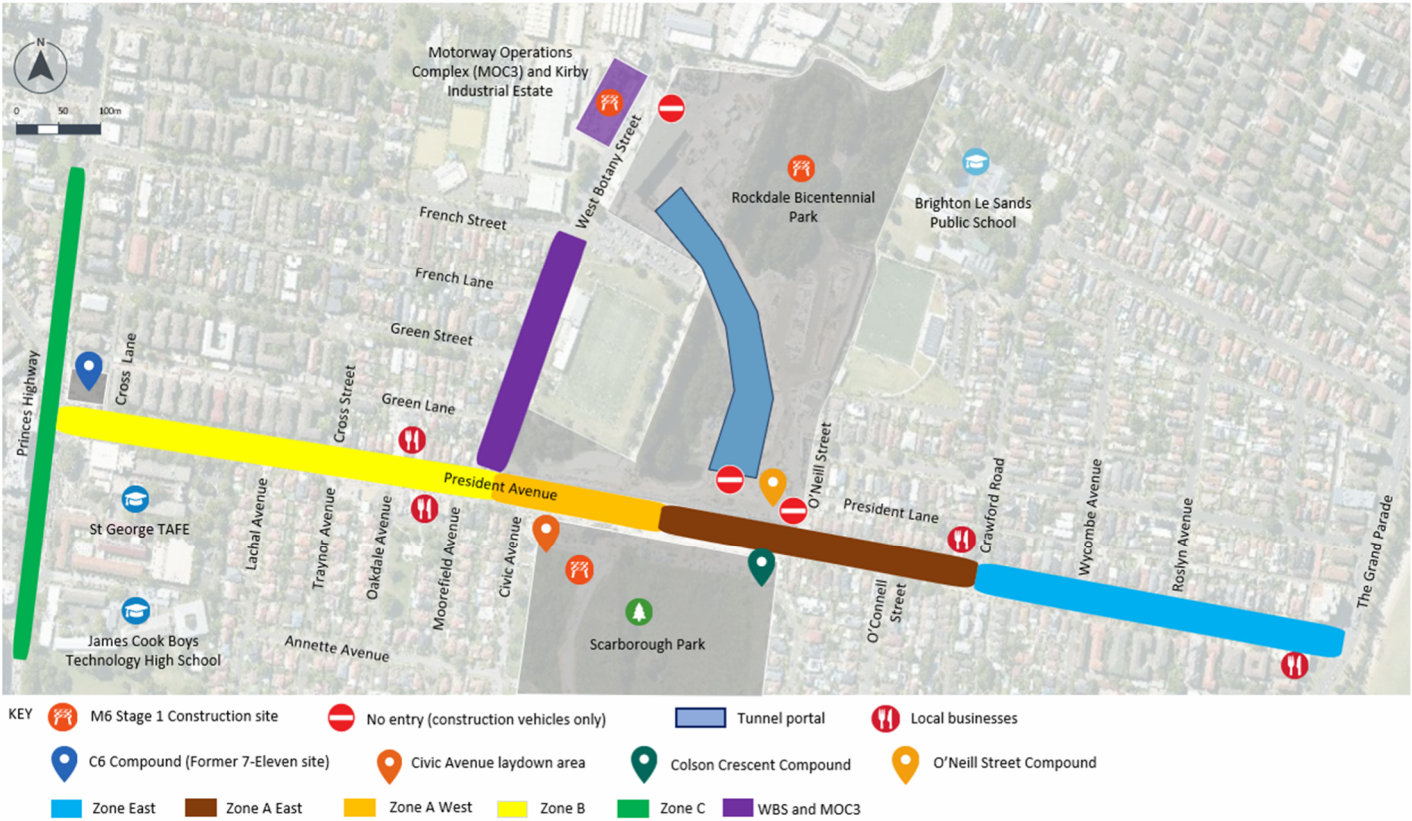 N
0 50 100m
Motorway Operations
Complex (MOC3) and Kirby
Industrial Estate
West Botany Street
Rockdale Bicentennial
Park
Brighton Le Sands
Public School
French Street
French Lane
Green Street
Green Lane
Princes Highway
Cross Lane
Cross Street
President Avenue
O'Neill Street
President Lane
Crawford Road
Wycombe Avenue
Roslyn Avenue
The Grand Parade
St George TAFE
Lachal Avenue
Traynor Avenue
Oakdale Avenue
Moorefield Avenue
Civic Avenue
O'Connell
Street
James Cook Boys
Technology High School
Annette Avenue
Scarborough Park
KEY
M6 Stage 1 Construction site
No entry (construction vehicles only)
Tunnel portal
Local businesses
C6 Compound (Former 7-Eleven site)
Civic Avenue laydown area
Colson Crescent Compound
O'Neill Street Compound
Zone East
Zone A East
Zone A West
Zone B
Zone C
WBS and MOC3